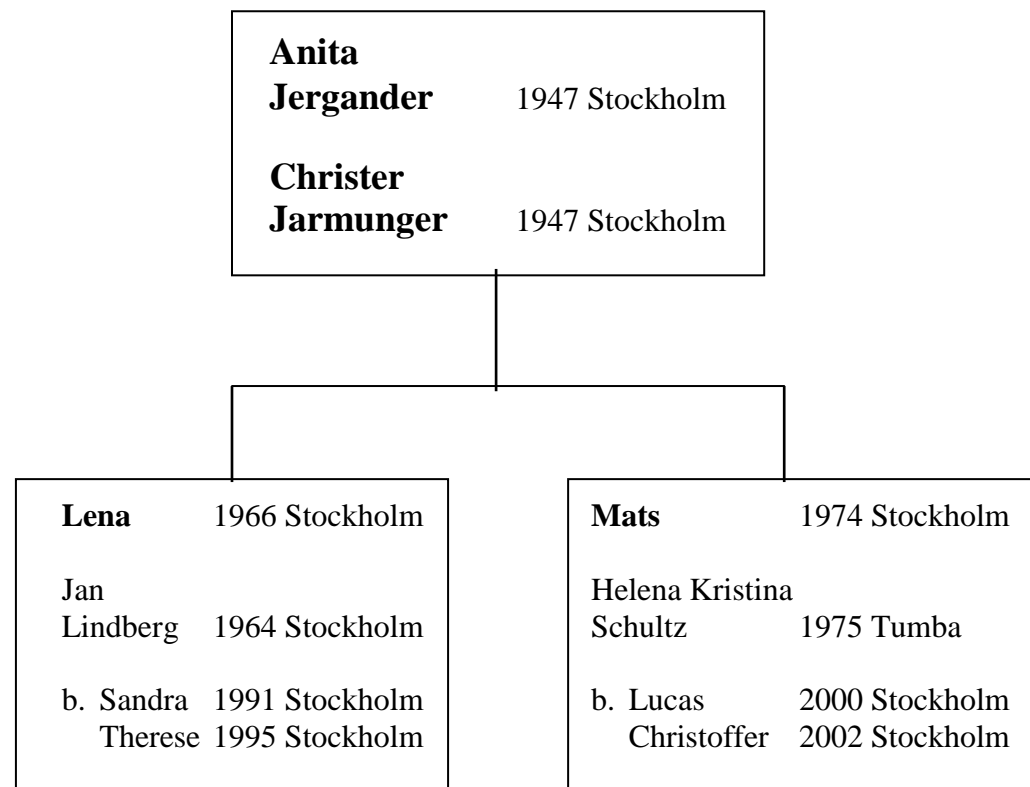 Anita
Jergander 1947 Stockholm
Christer
Jarmunger 1947 Stockholm
Lena 1966 Stockholm
Jan
Lindberg 1964 Stockholm
b. Sandra 1991 Stockholm
Therese 1995 Stockholm
Mats 1974 Stockholm
Helena Kristina
Schultz 1975 Tumba
b. Lucas 2000 Stockholm
Christoffer 2002 Stockholm